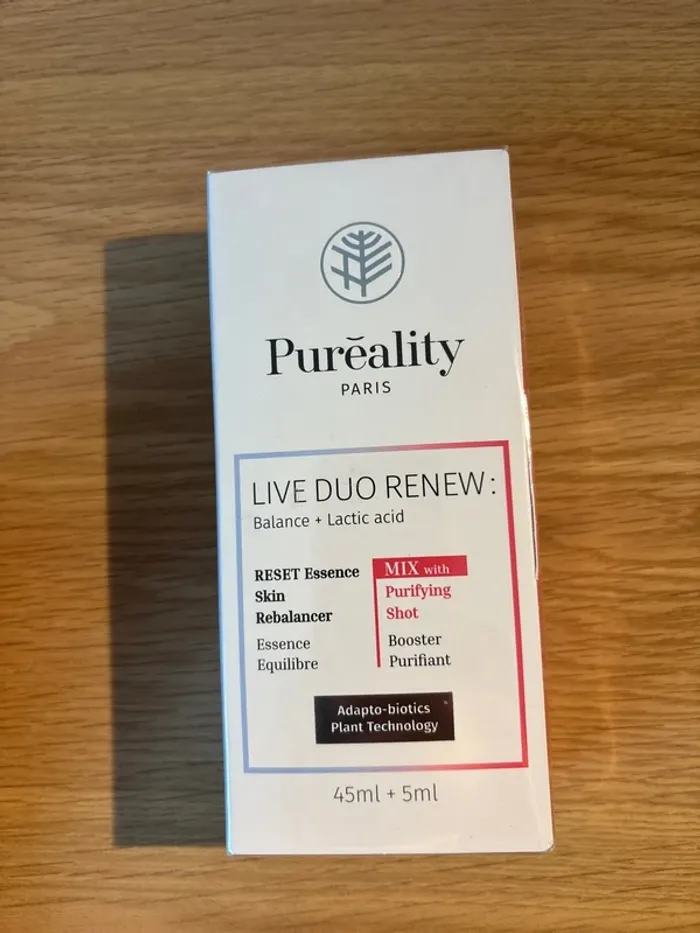 Purĕality
PARIS
LIVE DUO RENEW:
Balance + Lactic acid
RESET Essence
Skin
Rebalancer
Essence
Equilibre
MIX with
Purifying
Shot
Booster
Purifiant
Adapto-biotics
Plant Technology
45ml + 5ml